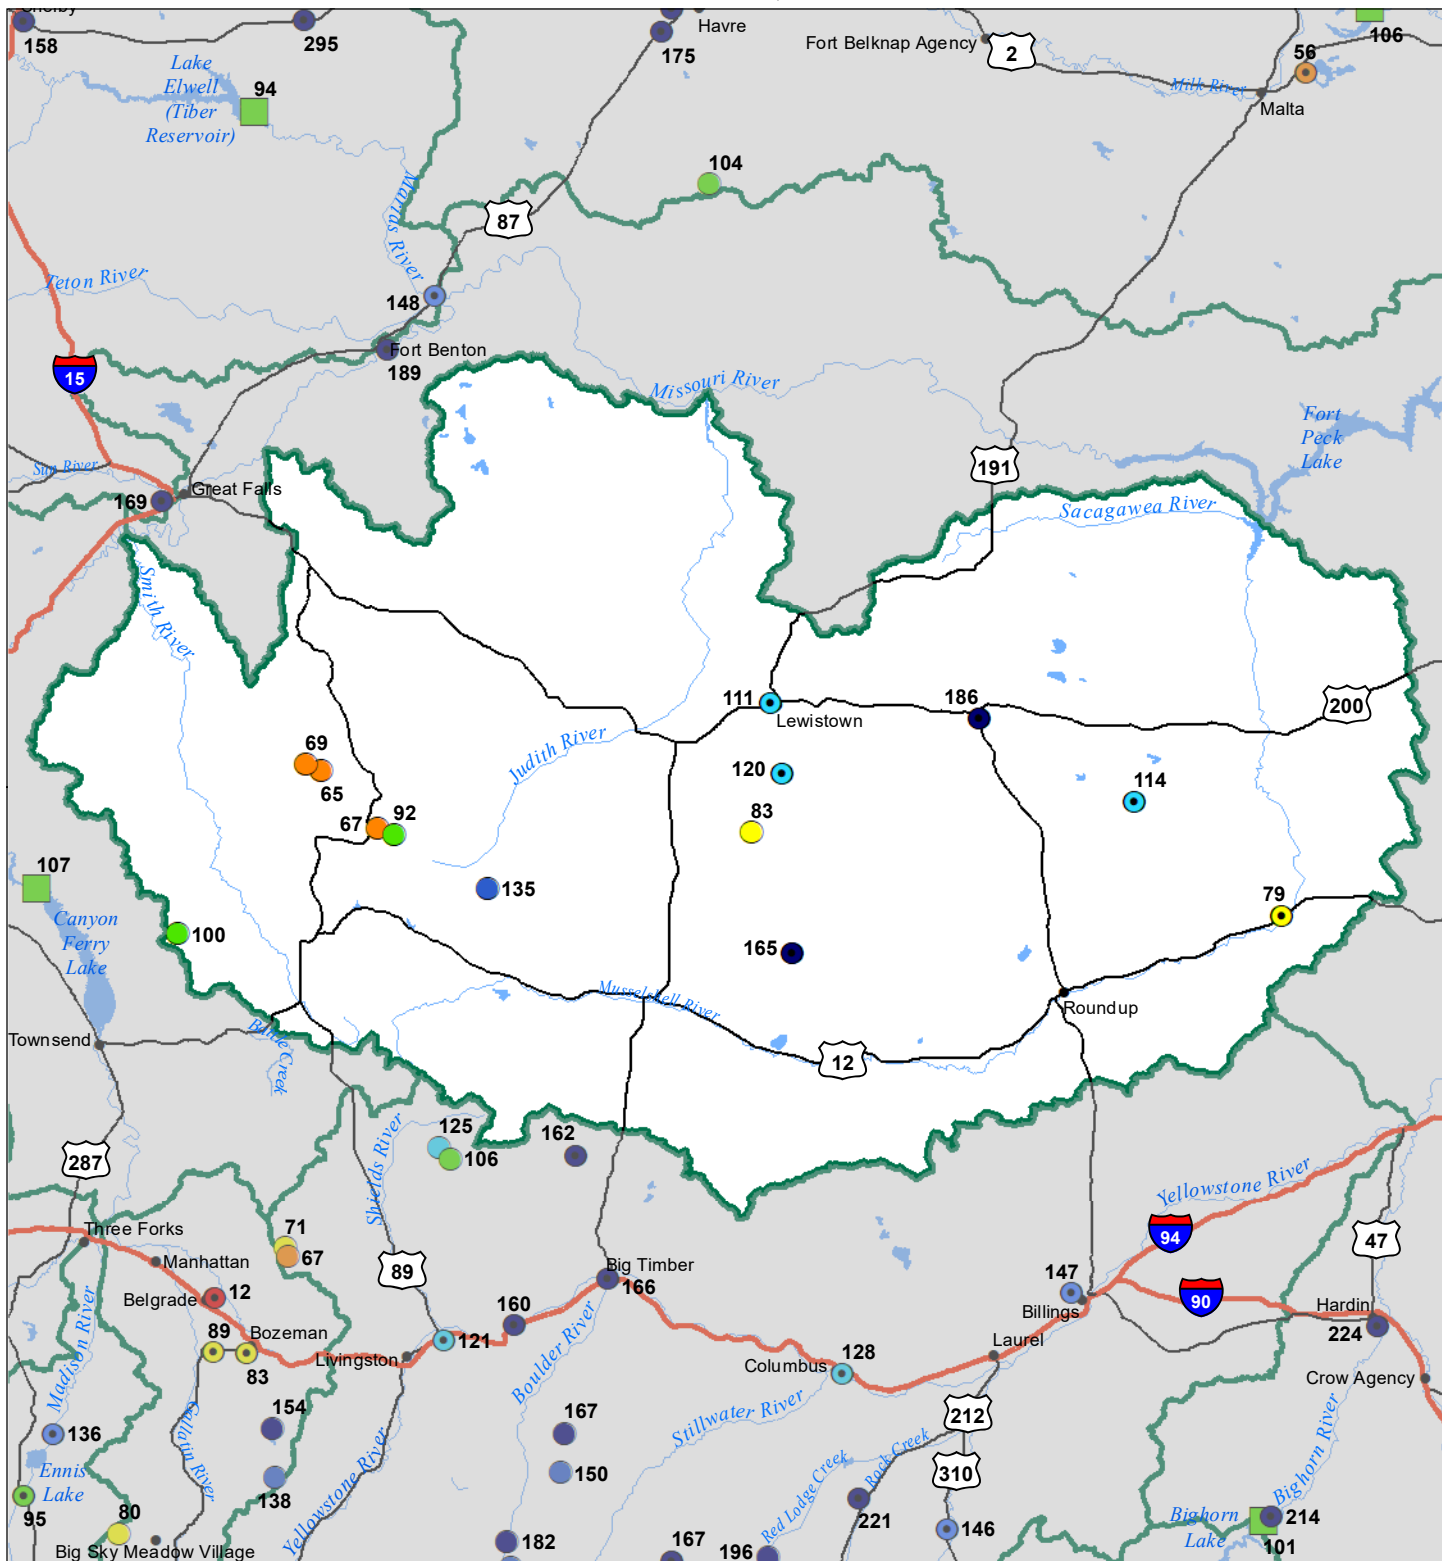 Shelby
158
295
Havre
175
Fort Belknap Agency
2
106
56
Milk River
Malta
Lake
Elwell
(Tiber
Reservoir)
94
104
Marias River
87
Teton River
148
Fort Benton
189
15
Missouri River
Fort
Peck
Lake
191
Sun River
Great Falls
169
Sacagawea River
Smith River
111
Lewistown
186
200
Judith River
69
65
120
114
83
67
92
107
135
79
Canyon
Ferry
Lake
100
165
Musselshell River
Roundup
Townsend
Battle Creek
12
125
106
162
Shields River
287
Yellowstone River
Three Forks
71
67
Manhattan
94
47
89
Big Timber
166
147
Billings
90
Hardin
224
Belgrade
12
160
Madison River
89
Bozeman
83
Livingston
121
Boulder River
Laurel
Columbus
128
Crow Agency
154
167
Stillwater River
212
136
Gallatin River
150
Rock Creek
310
Ennis
Lake
138
Yellowstone River
Red Lodge Creek
Bighorn River
95
80
221
146
Bighorn
Lake
214
101
Big Sky Meadow Village
182
167
196